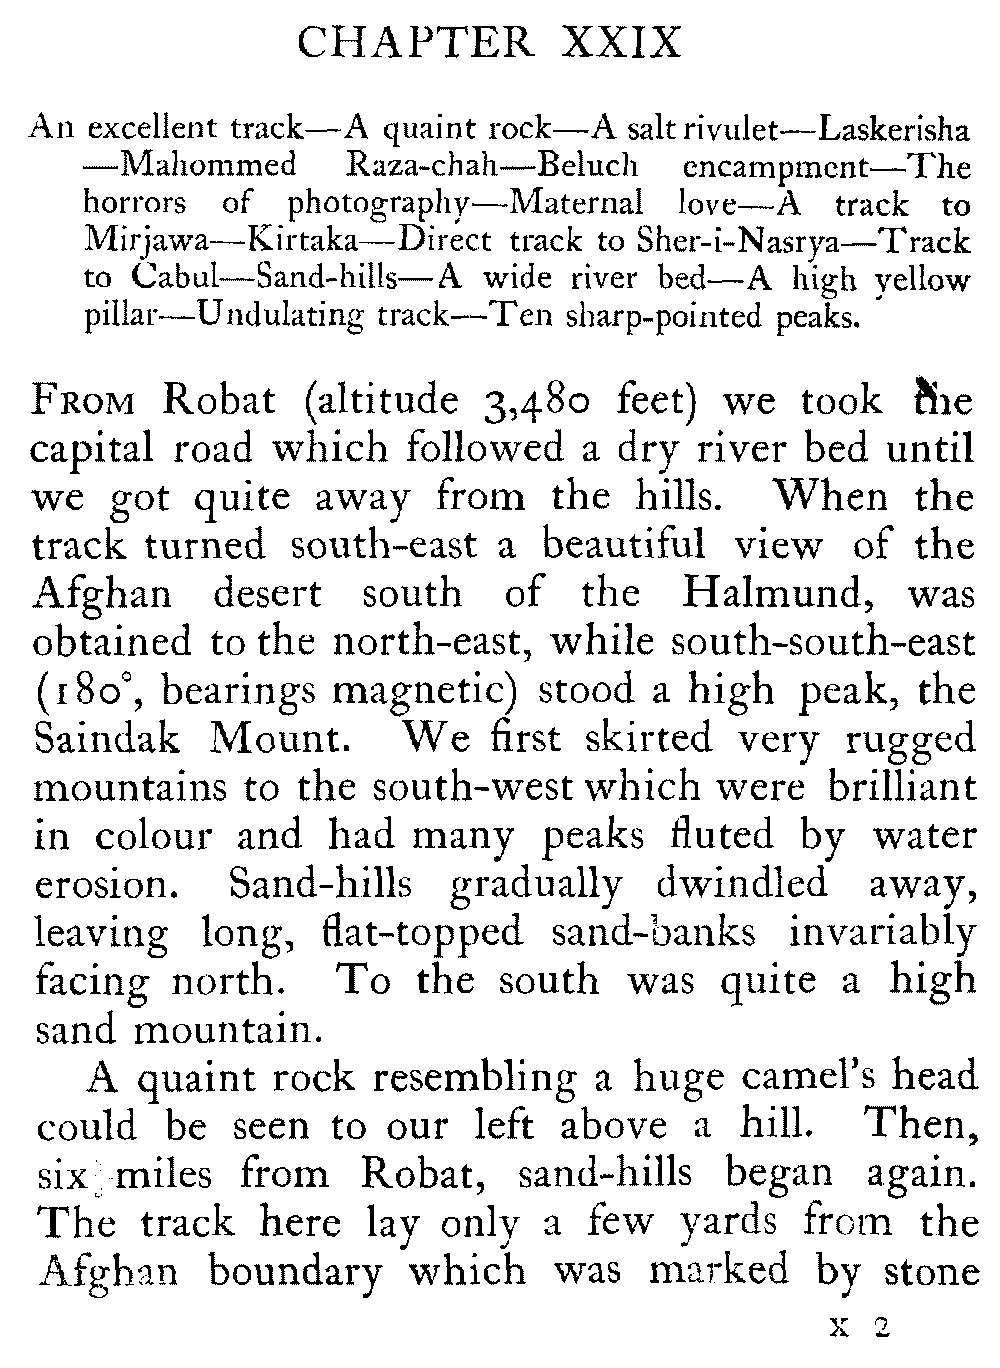 CHAPTER XXIX
An excellent track—A quaint rock—A salt rivulet—Laskerisha
—Mahommed Raza-chah—Beluch encampment—The
horrors of photography—Maternal love—A track to
Mirjawa—Kirtaka—Direct track to Sher-i-Nasrya—Track
to Cabul—Sand-hills—A wide river bed—A high yellow
pillar—Undulating track—Ten sharp-pointed peaks.
FROM Robat (altitude 3,480 feet) we took the
capital road which followed a dry river bed until
we got quite away from the hills. When the
track turned south-east a beautiful view of the
Afghan desert south of the Halmund, was
obtained to the north-east, while south-south-east
(180°, bearings magnetic) stood a high peak, the
Saindak Mount. We first skirted very rugged
mountains to the south-west which were brilliant
in colour and had many peaks fluted by water
erosion. Sand-hills gradually dwindled away,
leaving long, flat-topped sand-banks invariably
facing north. To the south was quite a high
sand mountain.
A quaint rock resembling a huge camel's head
could be seen to our left above a hill. Then,
six miles from Robat, sand-hills began again.
The track here lay only a few yards from the
Afghan boundary which was marked by stone
X 2